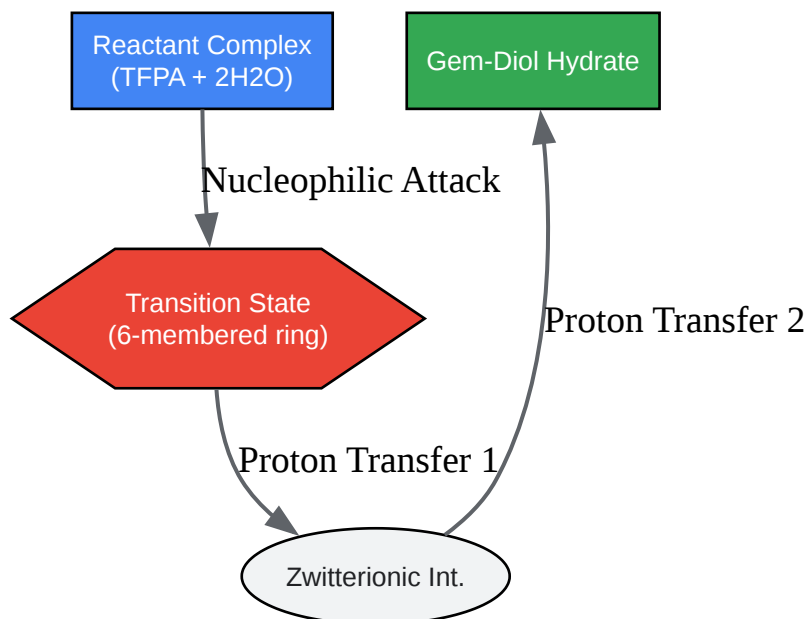 Reactant Complex
(TFPA + 2H2O)
Gem-Diol Hydrate
Nucleophilic Attack
Transition State
(6-membered ring)
Proton Transfer 2
Proton Transfer 1
Zwitterionic Int.